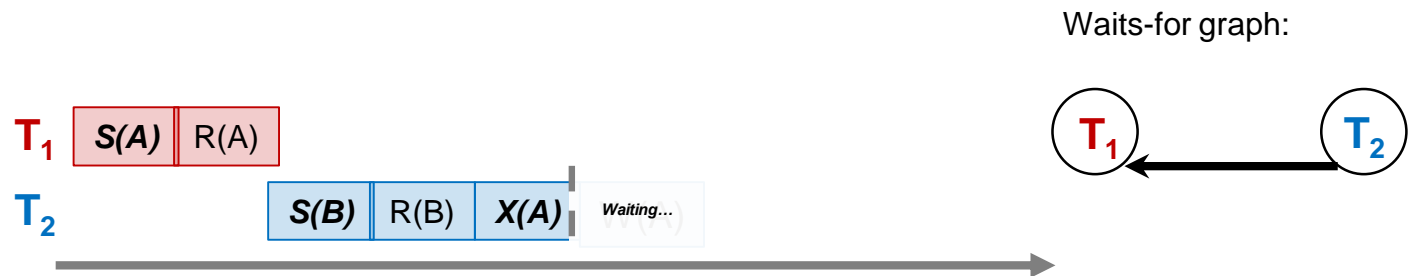 Waits-for graph:
T1 S(A) R(A) T1 T2
T2 S(B) R(B) X(A) Waiting... W(A)